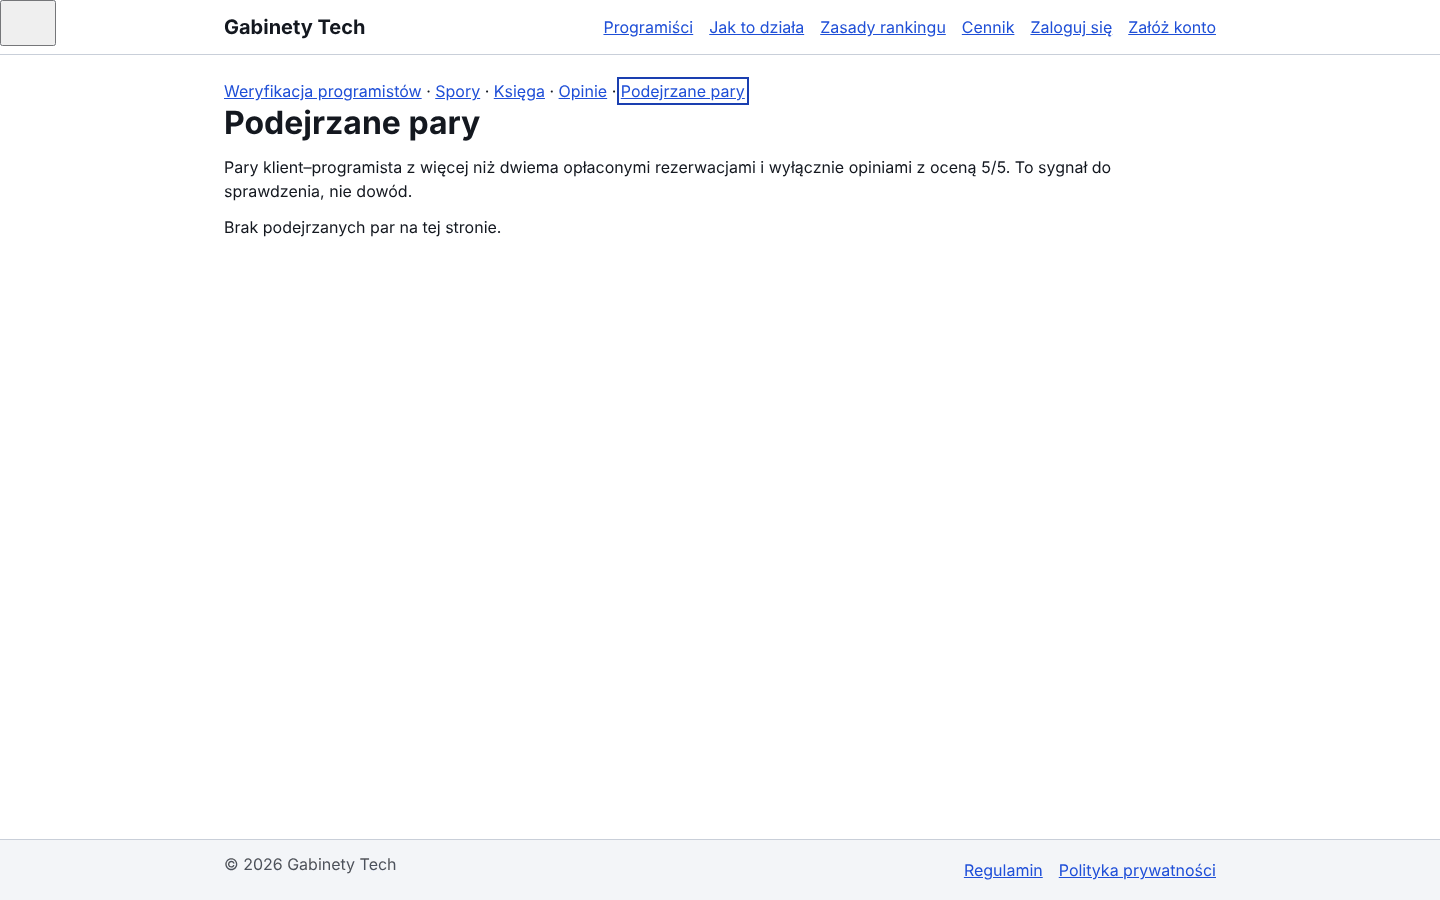 Gabinety Tech
Programiści Jak to działa Zasady rankingu Cennik Zaloguj się Załóż konto
Weryfikacja programistów · Spory · Księga · Opinie · Podejrzane pary
Podejrzane pary
Pary klient–programista z więcej niż dwiema opłaconymi rezerwacjami i wyłącznie opiniami z oceną 5/5. To sygnał do
sprawdzenia, nie dowód.
Brak podejrzanych par na tej stronie.
© 2026 Gabinety Tech
Regulamin Polityka prywatności